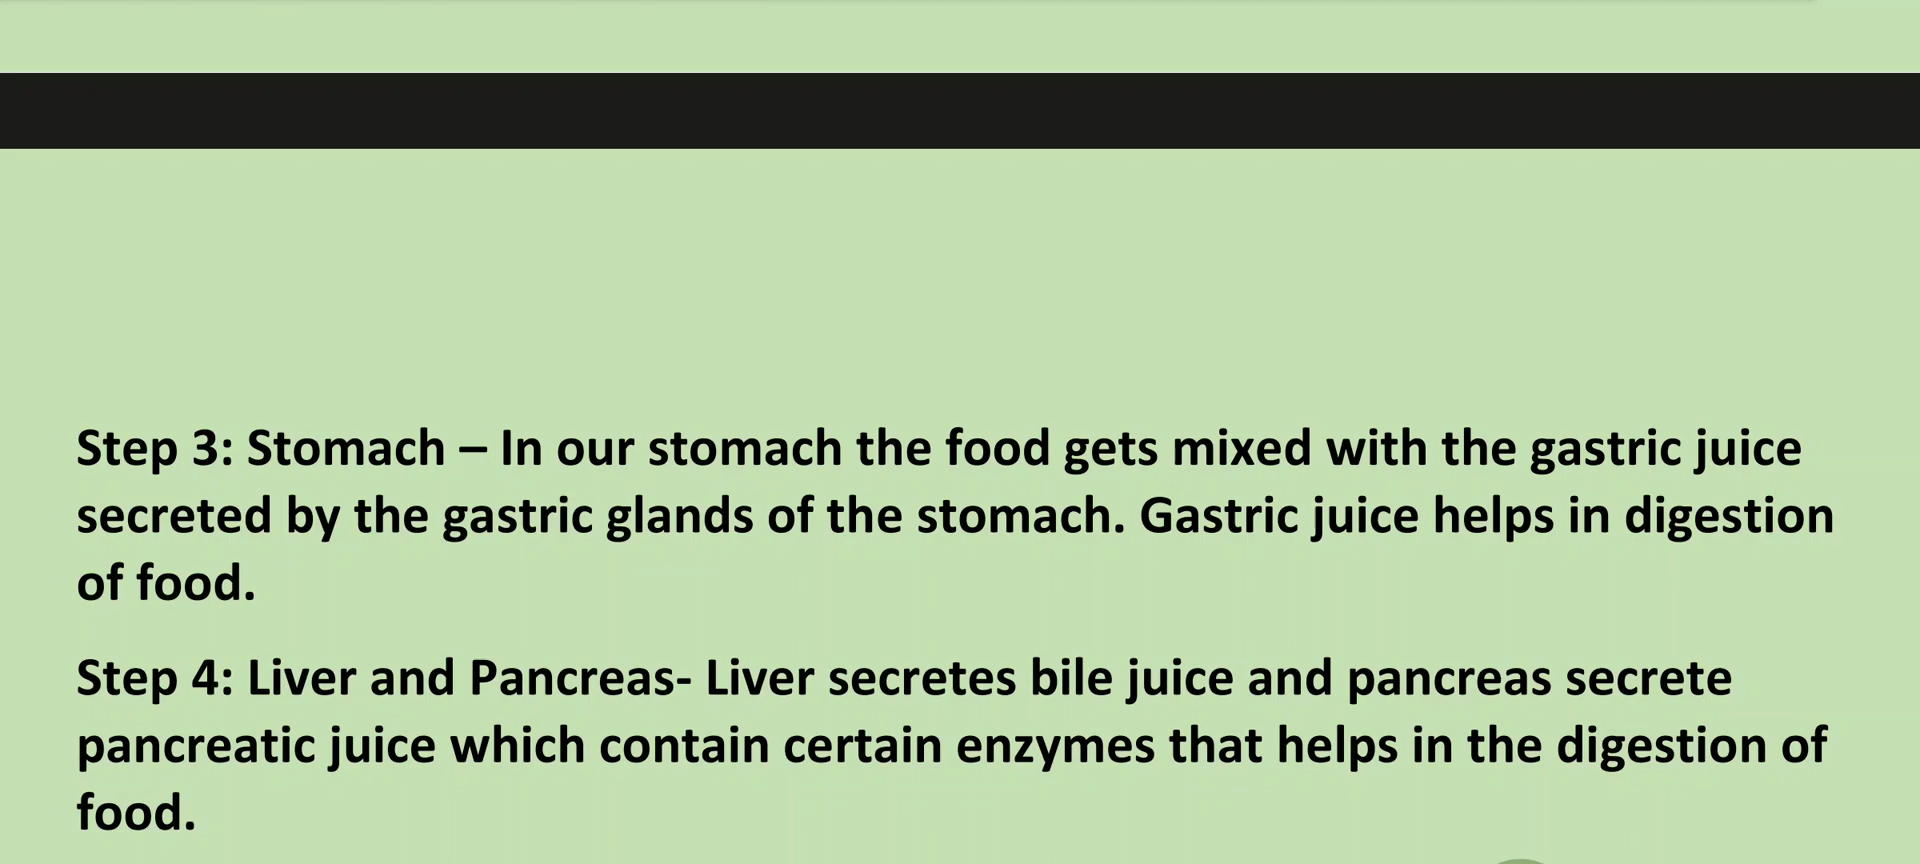 Step 3: Stomach – In our stomach the food gets mixed with the gastric juice
secreted by the gastric glands of the stomach. Gastric juice helps in digestion
of food.
Step 4: Liver and Pancreas- Liver secretes bile juice and pancreas secrete
pancreatic juice which contain certain enzymes that helps in the digestion of
food.